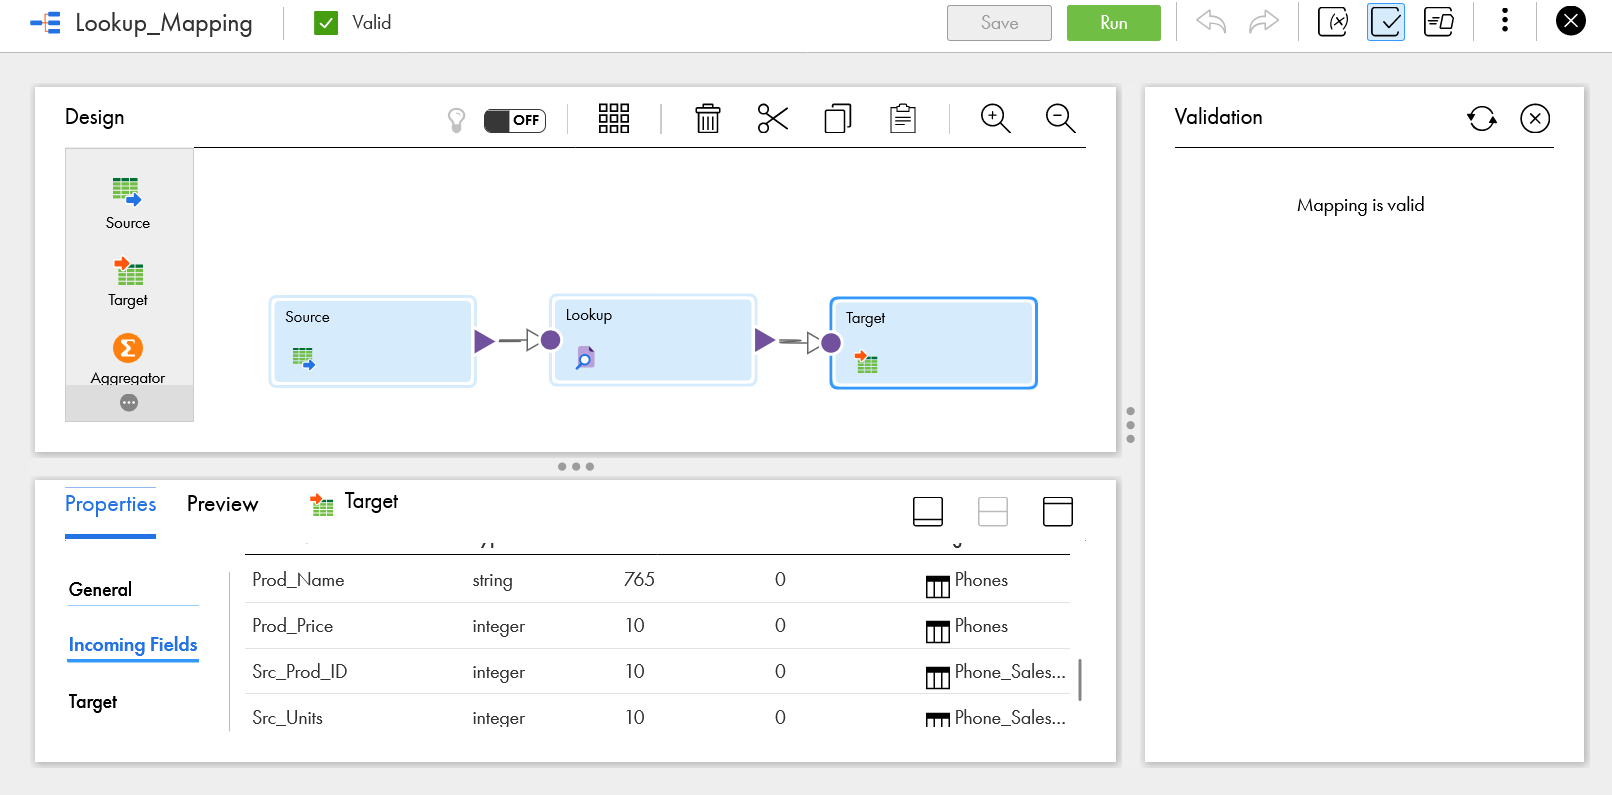 Lookup_Mapping
Valid
Save
Run
Design
OFF
Validation
Source
Target
Aggregator
Source
Lookup
Target
Mapping is valid
Properties
Preview
Target
General
Incoming Fields
Target
Prod_Name string 765 0 Phones
Prod_Price integer 10 0 Phones
Src_Prod_ID integer 10 0 Phone_Sales...
Src_Units integer 10 0 Phone_Sales...